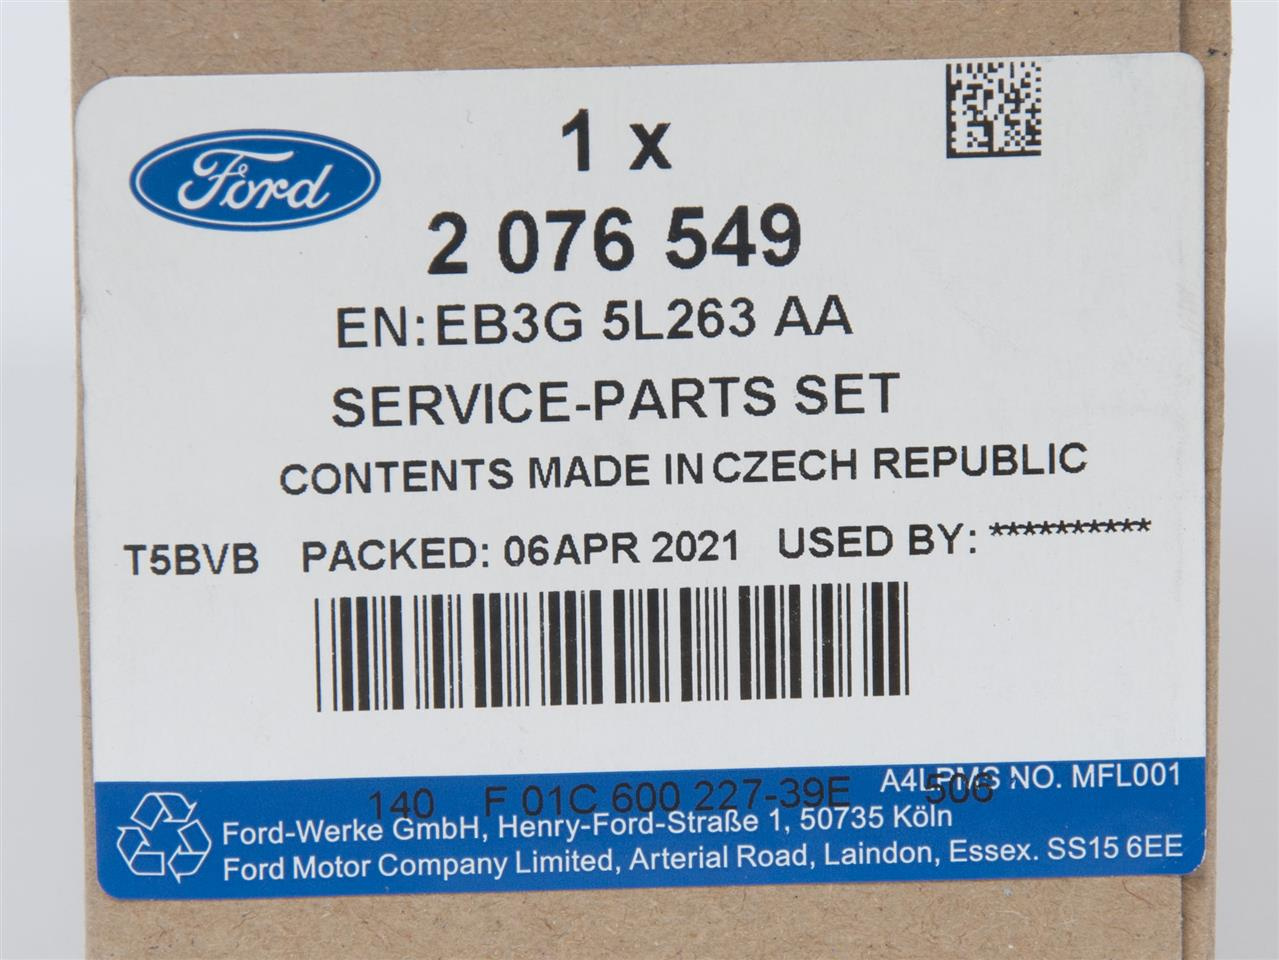 Ford
1 x
2 076 549
EN:EB3G 5L263 AA
SERVICE-PARTS SET
CONTENTS MADE IN CZECH REPUBLIC
T5BVB PACKED: 06APR 2021 USED BY: **********
A4LPMS NO. MFL001
140 F 01C 600 227-39E 506
Ford-Werke GmbH, Henry-Ford-Straße 1, 50735 Köln
Ford Motor Company Limited, Arterial Road, Laindon, Essex. SS15 6EE